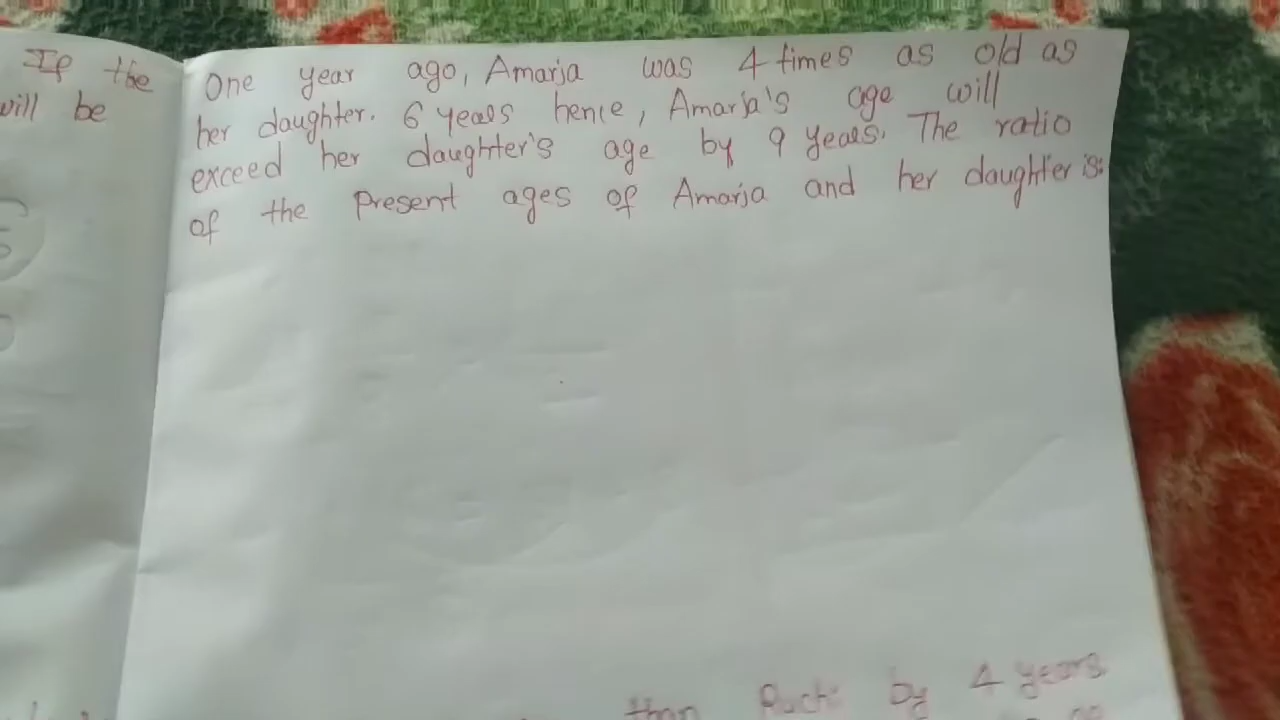 If the
will be
One year ago, Amarja was 4 times as old as
her daughter. 6 years henie, Amarja's age will
exceed her daughter's age by 9 years. The ratio
of the Present ages of Amarja and her daughter is:
than Ruchi by 4 years